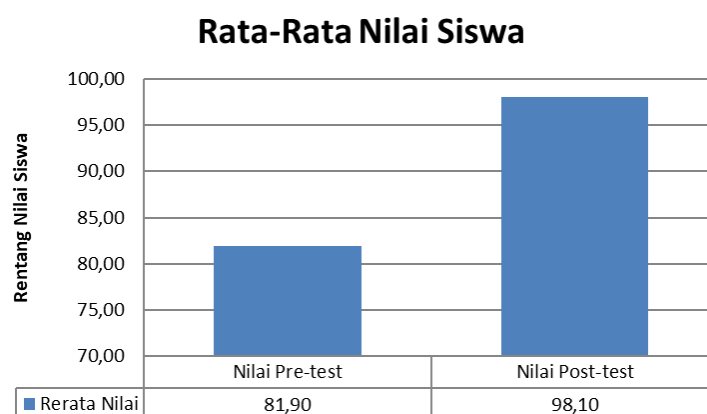 Rata-Rata Nilai Siswa
Rentang Nilai Siswa
100,00
95,00
90,00
85,00
80,00
75,00
70,00
Nilai Pre-test Nilai Post-test
Rerata Nilai 81,90 98,10